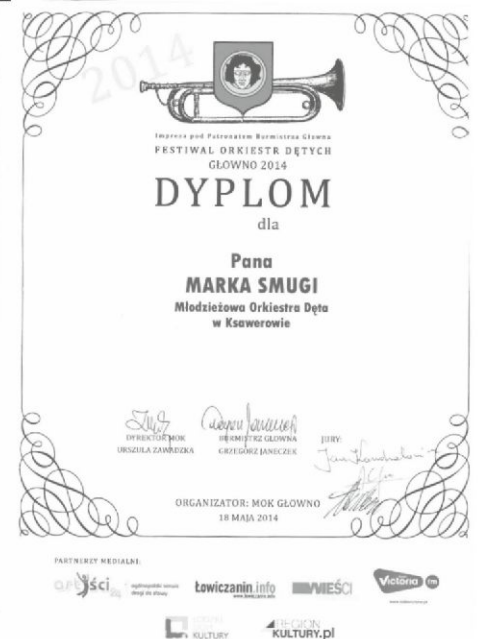 2014
Impreza pod Patronatem Burmistrza Głowna
FESTIWAL ORKIESTR DĘTYCH
GŁOWNO 2014
DYPLOM
dla
Pana
MARKA SMUGI
Młodzieżowa Orkiestra Dęta
w Ksawerowie
DYREKTOR MOK
URSZULA ZAWADZKA
BURMISTRZ GŁOWNA
GRZEGORZ JANECZEK
JURY:
ORGANIZATOR: MOK GŁOWNO
18 MAJA 2014
PARTNERZY MEDIALNI:
Łowiczanin.info
WIEŚCI
Victoria FM
KULTURY
REGION
KULTURY.pl